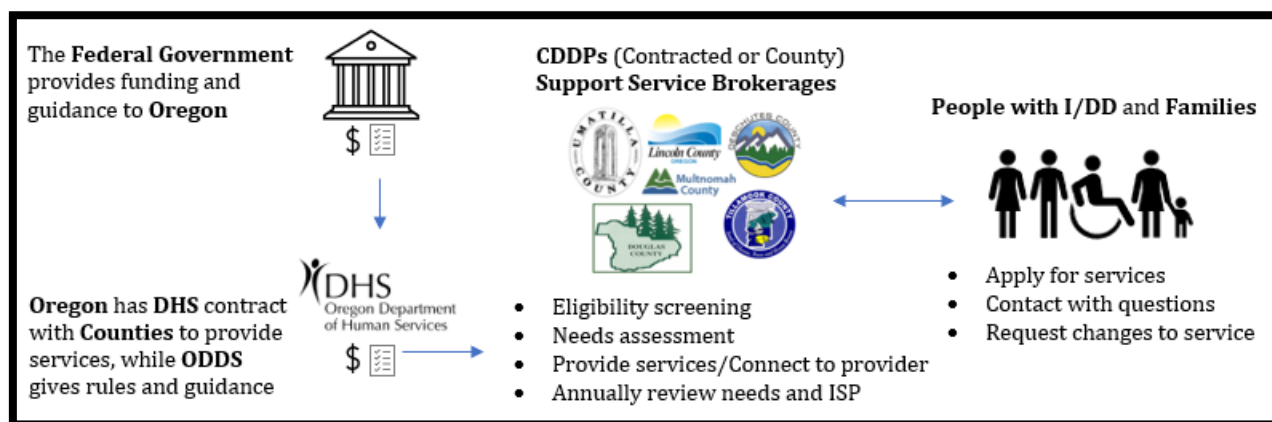 The Federal Government
provides funding and
guidance to Oregon
$
Oregon has DHS contract
with Counties to provide
services, while ODDS
gives rules and guidance
DHS
Oregon Department
of Human Services
$
CDDPs (Contracted or County)
Support Service Brokerages
UMATILLA
COUNTY
Lincoln County
OREGON
DESCHUTES COUNTY
Multnomah
County
DOUGLAS
COUNTY
TILLAMOOK COUNTY
• Eligibility screening
• Needs assessment
• Provide services/Connect to provider
• Annually review needs and ISP
People with I/DD and Families
• Apply for services
• Contact with questions
• Request changes to service